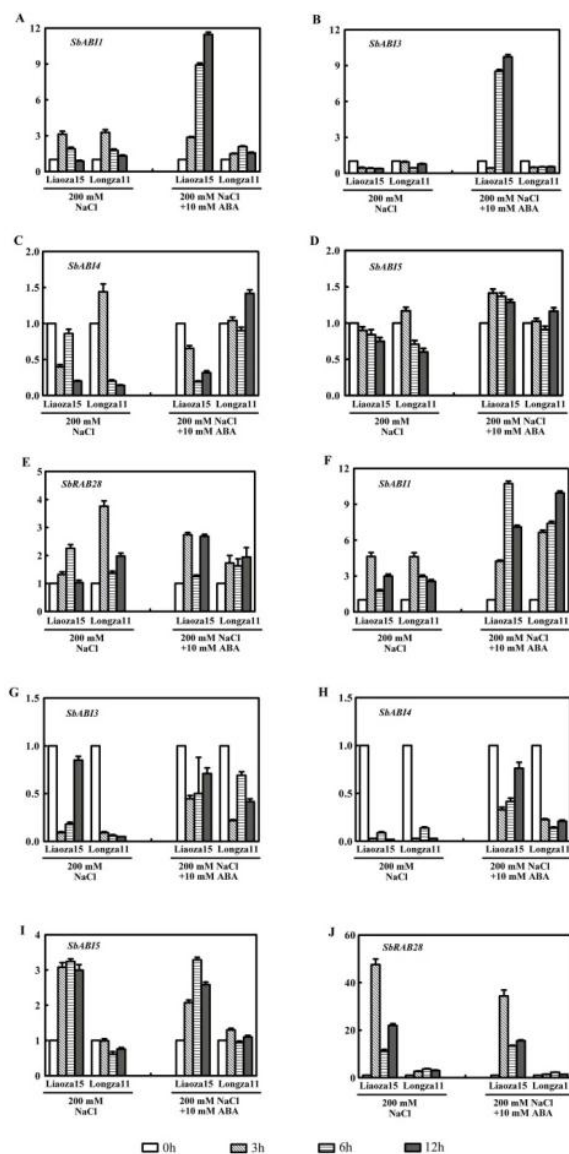 A
SbABI1
12
9
6
3
0
Liaoza15 Longza11 Liaoza15 Longza11
200 mM 200 mM NaCl
NaCl +10 mM ABA
B
SbABI3
12
9
6
3
0
Liaoza15 Longza11 Liaoza15 Longza11
200 mM 200 mM NaCl
NaCl +10 mM ABA
C
SbABI4
2.0
1.5
1.0
0.5
0.0
Liaoza15 Longza11 Liaoza15 Longza11
200 mM 200 mM NaCl
NaCl +10 mM ABA
D
SbABI5
2.0
1.5
1.0
0.5
0.0
Liaoza15 Longza11 Liaoza15 Longza11
200 mM 200 mM NaCl
NaCl +10 mM ABA
E
SbRAB28
5
4
3
2
1
0
Liaoza15 Longza11 Liaoza15 Longza11
200 mM 200 mM NaCl
NaCl +10 mM ABA
F
SbABI1
12
9
6
3
0
Liaoza15 Longza11 Liaoza15 Longza11
200 mM 200 mM NaCl
NaCl +10 mM ABA
G
SbABI3
1.5
1.0
0.5
0.0
Liaoza15 Longza11 Liaoza15 Longza11
200 mM 200 mM NaCl
NaCl +10 mM ABA
H
SbABI4
1.5
1.0
0.5
0.0
Liaoza15 Longza11 Liaoza15 Longza11
200 mM 200 mM NaCl
NaCl +10 mM ABA
I
SbABI5
4
3
2
1
0
Liaoza15 Longza11 Liaoza15 Longza11
200 mM 200 mM NaCl
NaCl +10 mM ABA
J
SbRAB28
60
40
20
0
Liaoza15 Longza11 Liaoza15 Longza11
200 mM 200 mM NaCl
NaCl +10 mM ABA
0h 3h 6h 12h